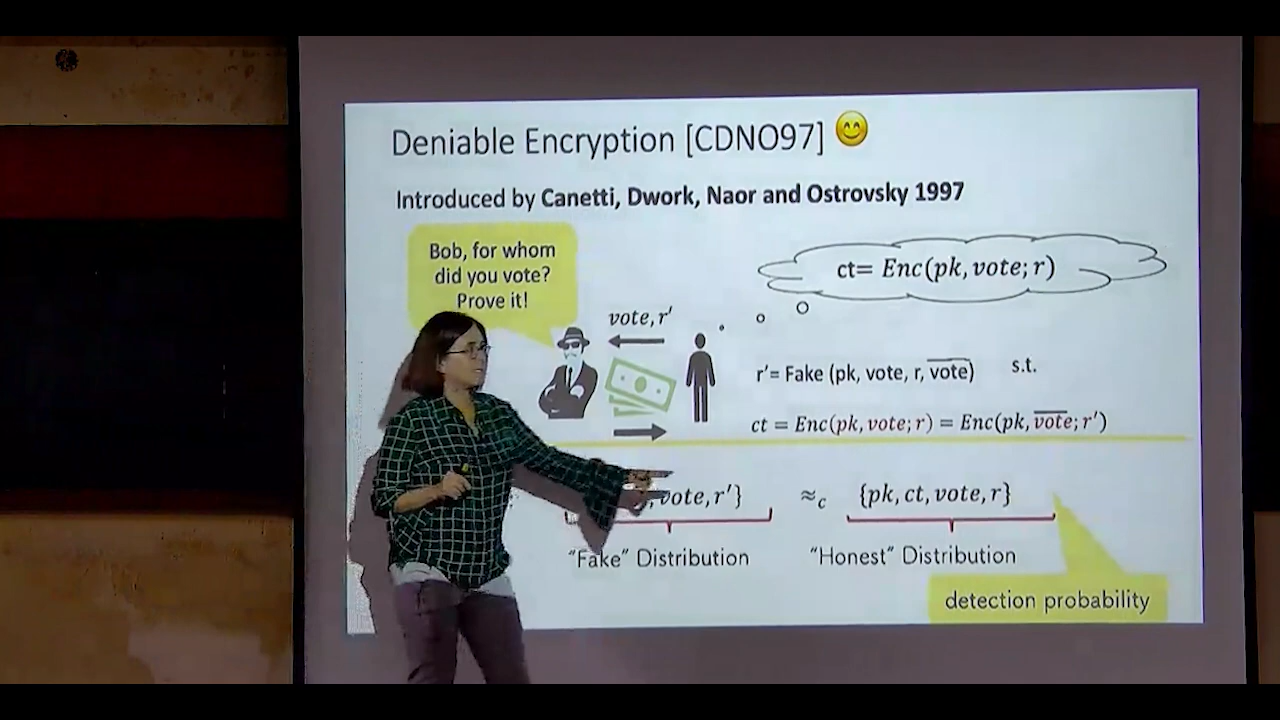 Deniable Encryption [CDNO97]
Introduced by Canetti, Dwork, Naor and Ostrovsky 1997
Bob, for whom
did you vote?
Prove it!
ct= Enc(pk, vote; r)
vote, r'
r'= Fake (pk, vote, r, \overline{vote}) s.t.
ct = Enc(pk, vote; r) = Enc(pk, \overline{vote}; r')
, vote, r'} ≈c {pk, ct, vote, r}
"Fake" Distribution "Honest" Distribution
detection probability